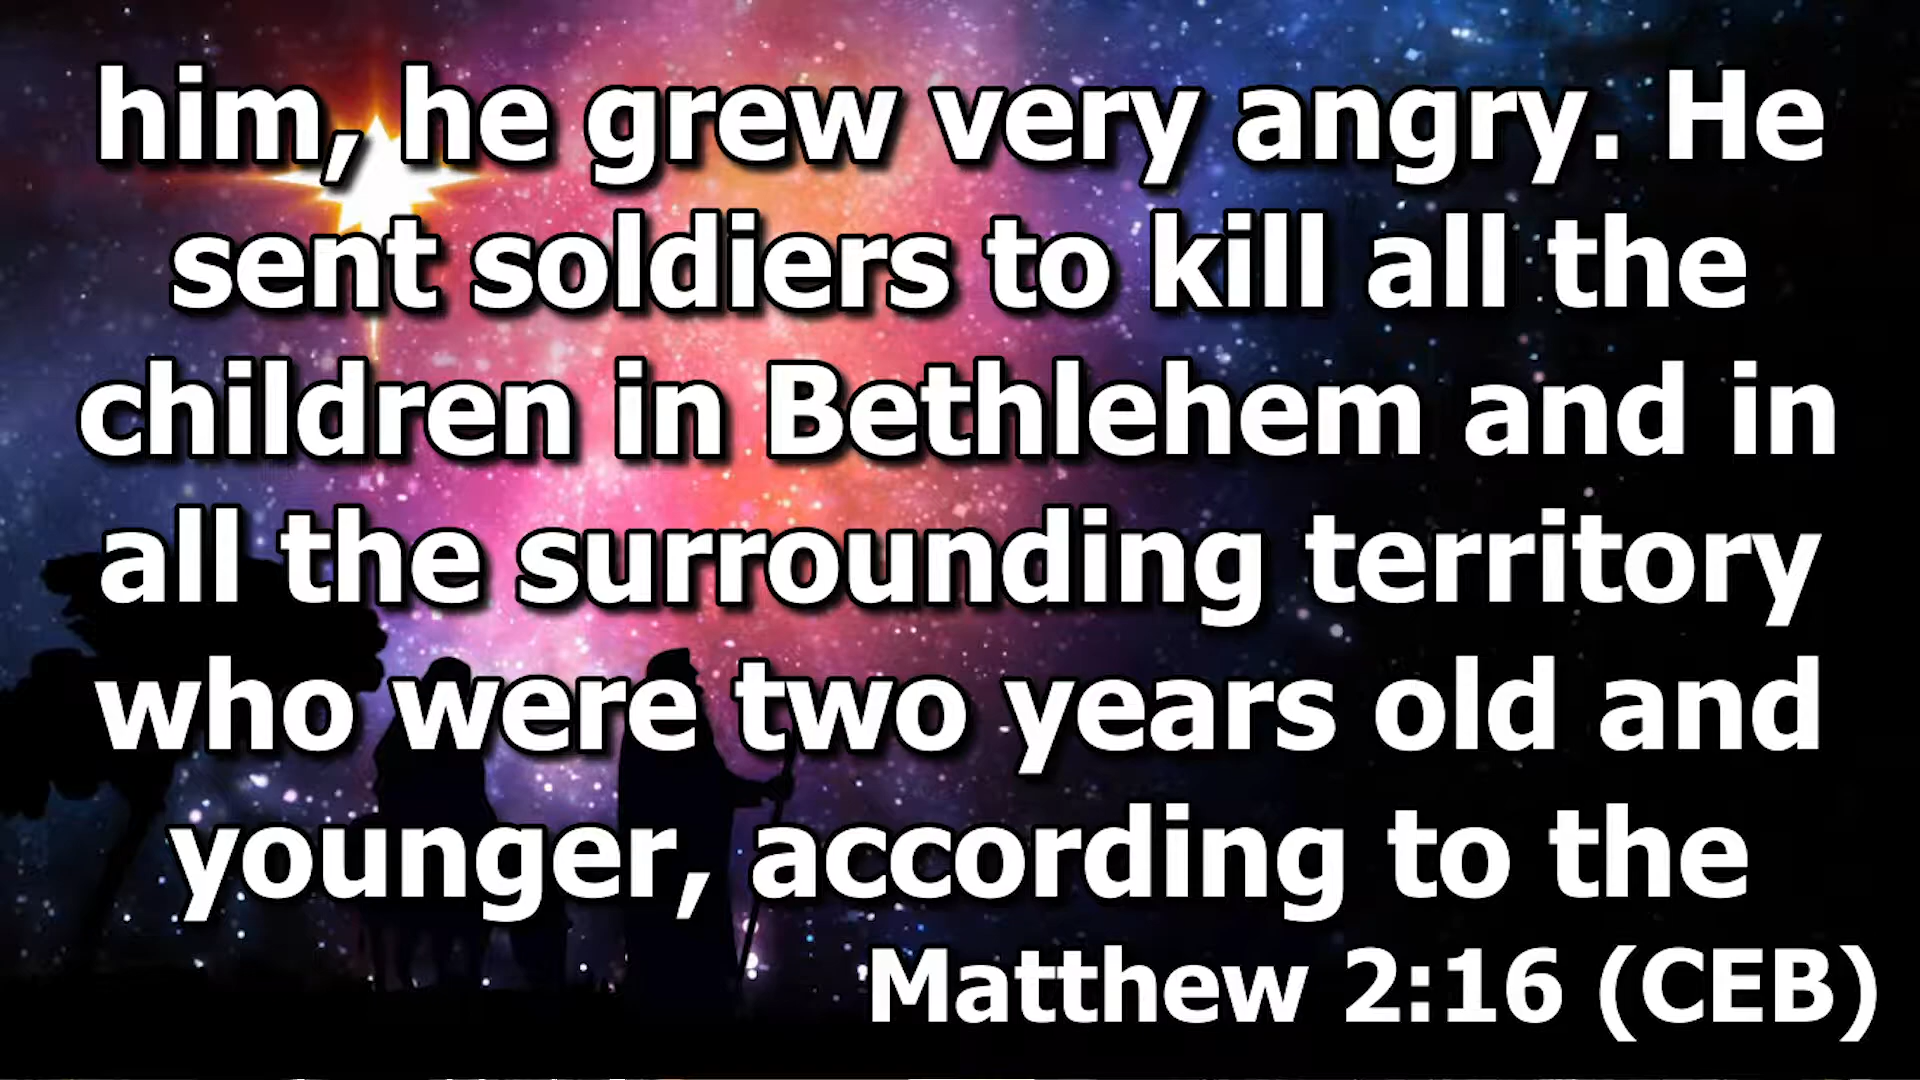 him, he grew very angry. He
sent soldiers to kill all the
children in Bethlehem and in
all the surrounding territory
who were two years old and
younger, according to the
Matthew 2:16 (CEB)